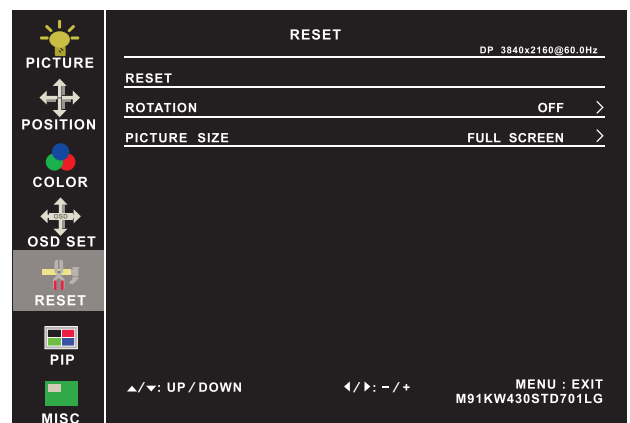 RESET
DP 3840x2160@60.0Hz
PICTURE
POSITION
COLOR
OSD
OSD SET
RESET
PIP
MISC
RESET
ROTATION OFF >
PICTURE SIZE FULL SCREEN >
▲/▼: UP/DOWN ◀/▶: -/+ MENU : EXIT
M91KW430STD701LG